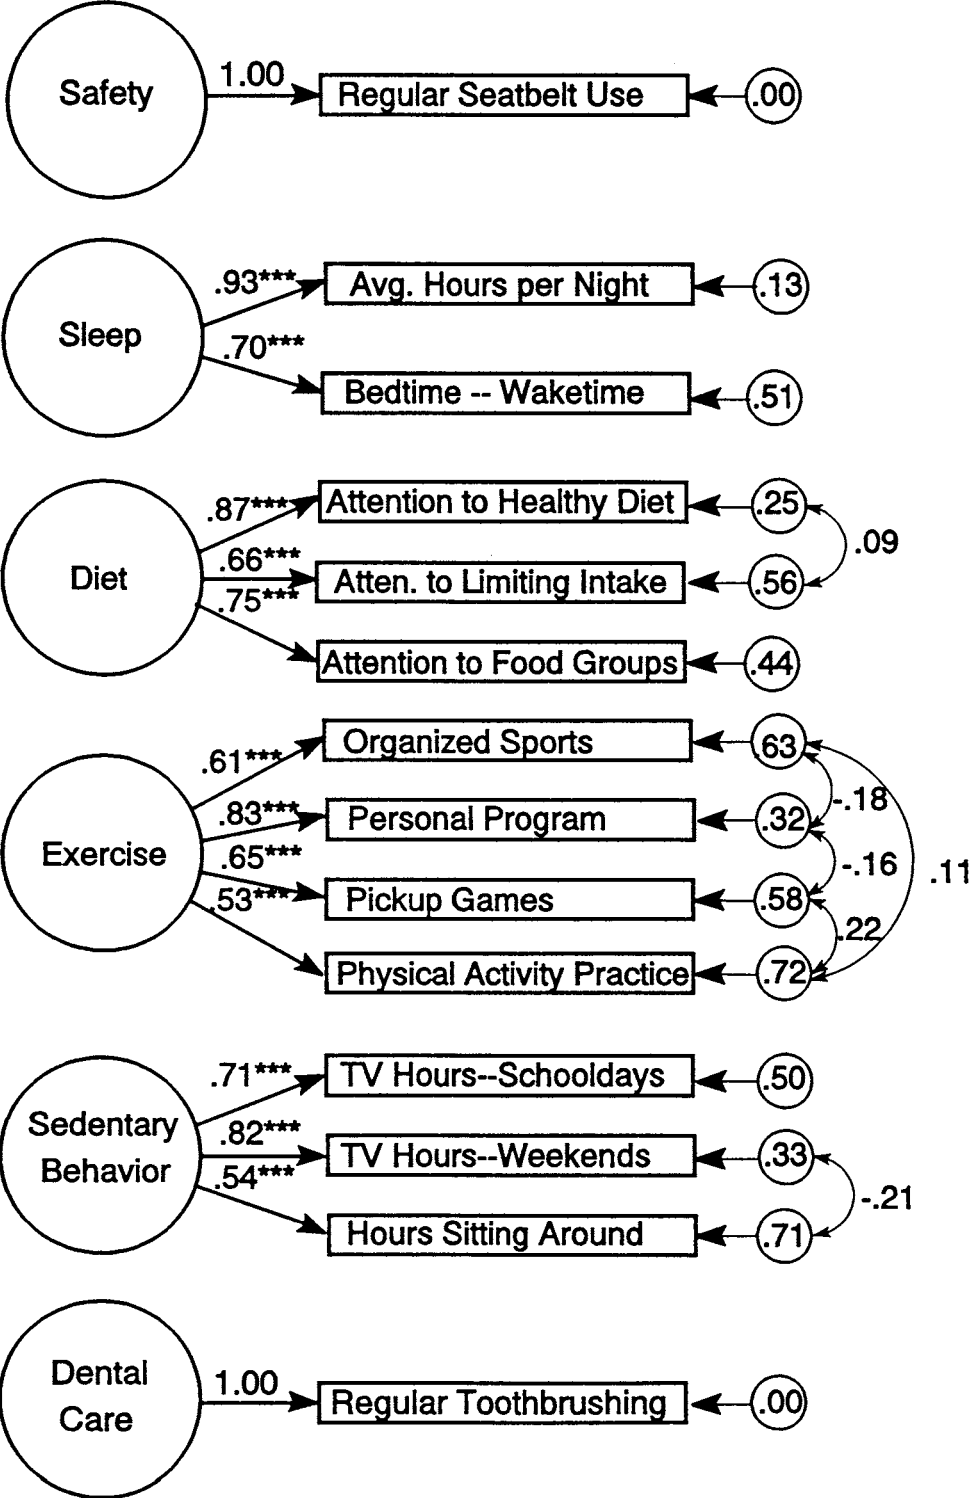 Safety
1.00
Regular Seatbelt Use
.00
Sleep
.93***
Avg. Hours per Night
.13
.70***
Bedtime -- Waketime
.51
Diet
.87***
Attention to Healthy Diet
.25
.09
.66***
Atten. to Limiting Intake
.56
.75***
Attention to Food Groups
.44
Exercise
.61***
Organized Sports
.63
-.18
.83***
Personal Program
.32
-.16
.11
.65***
Pickup Games
.58
.22
.53***
Physical Activity Practice
.72
Sedentary
Behavior
.71***
TV Hours--Schooldays
.50
.82***
TV Hours--Weekends
.33
-.21
.54***
Hours Sitting Around
.71
Dental
Care
1.00
Regular Toothbrushing
.00